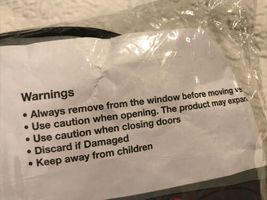 Warnings
• Always remove from the window before moving ve
• Use caution when opening. The product may expan
• Use caution when closing doors
• Discard if Damaged
• Keep away from children